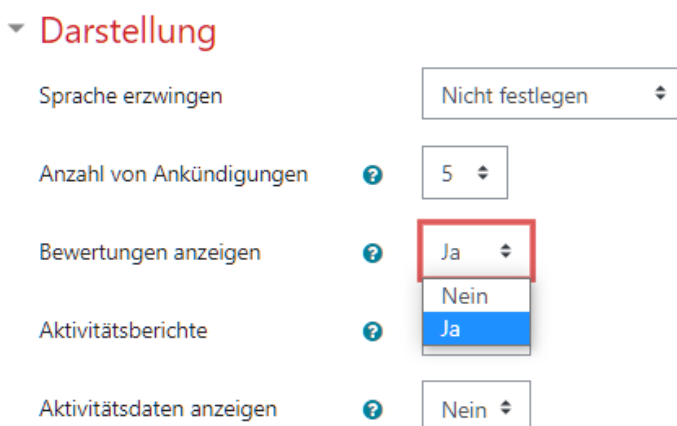 Darstellung
Sprache erzwingen Nicht festlegen
Anzahl von Ankündigungen ? 5
Bewertungen anzeigen ? Ja
Nein
Aktivitätsberichte ? Ja
Aktivitätsdaten anzeigen ? Nein